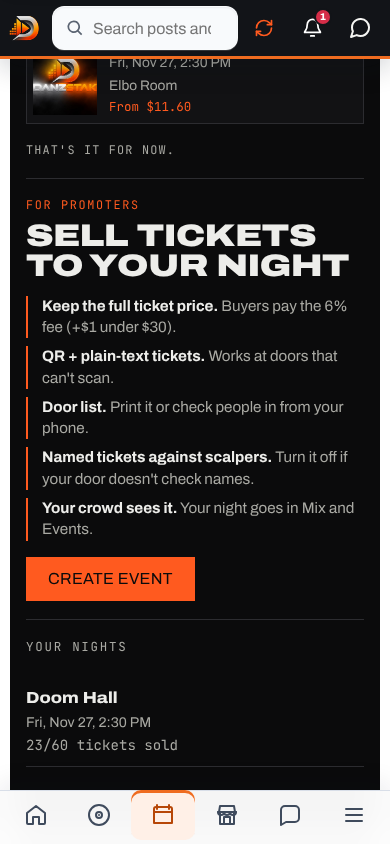 Search posts and
1
DANZSTAK
Fri, Nov 27, 2:30 PM
Elbo Room
From $11.60
THAT'S IT FOR NOW.
FOR PROMOTERS
SELL TICKETS
TO YOUR NIGHT
Keep the full ticket price. Buyers pay the 6%
fee (+$1 under $30).
QR + plain-text tickets. Works at doors that
can't scan.
Door list. Print it or check people in from your
phone.
Named tickets against scalpers. Turn it off if
your door doesn't check names.
Your crowd sees it. Your night goes in Mix and
Events.
CREATE EVENT
YOUR NIGHTS
Doom Hall
Fri, Nov 27, 2:30 PM
23/60 tickets sold